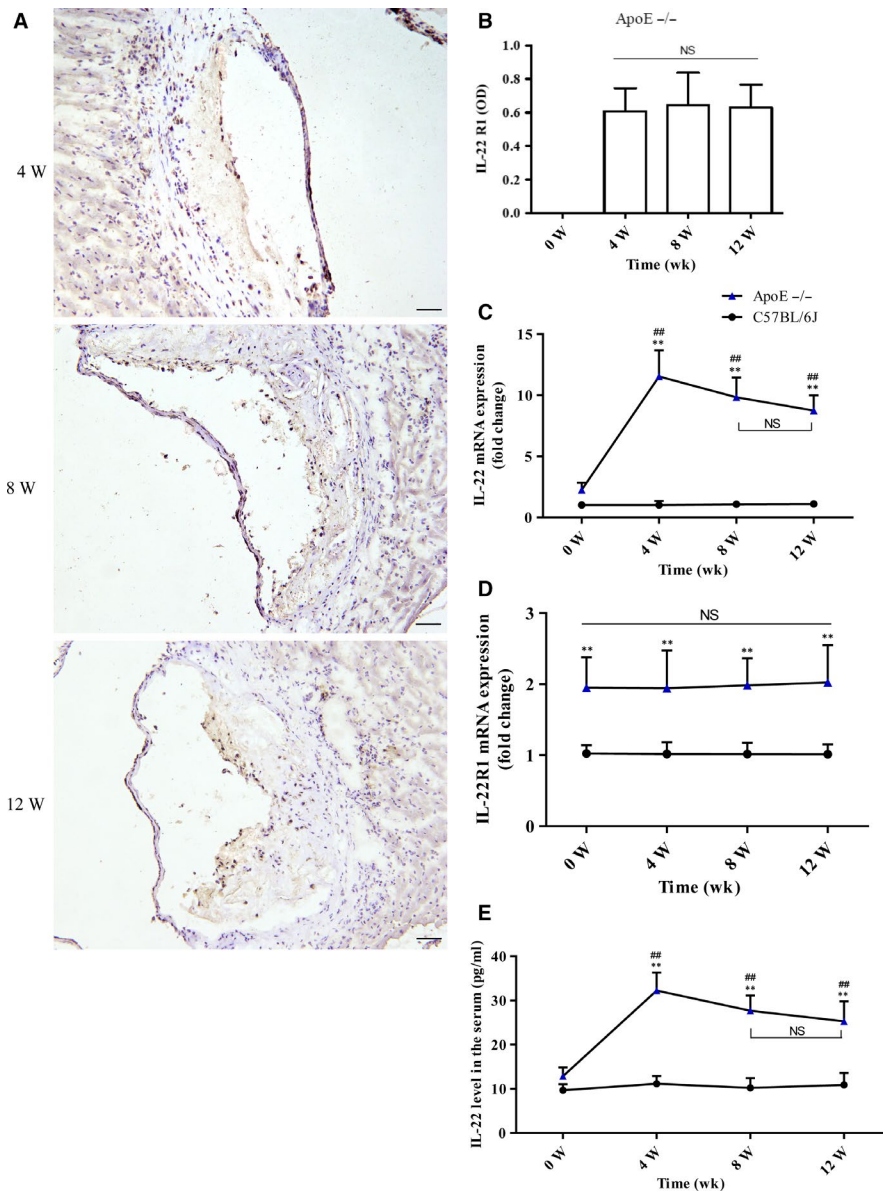 A
4 W
8 W
12 W
B
ApoE –/–
NS
IL-22 R1 (OD)
1.0
0.8
0.6
0.4
0.2
0.0
0 W
4 W
8 W
12 W
Time (wk)
ApoE –/–
C57BL/6J
C
IL-22 mRNA expression
(fold change)
15
10
5
0
##
**
##
**
##
**
NS
0 W
4 W
8 W
12 W
Time (wk)
D
IL-22R1 mRNA expression
(fold change)
3
2
1
0
NS
**
**
**
**
0 W
4 W
8 W
12 W
Time (wk)
E
IL-22 level in the serum (pg/ml)
40
30
20
10
0
##
**
##
**
##
**
NS
0 W
4 W
8 W
12 W
Time (wk)